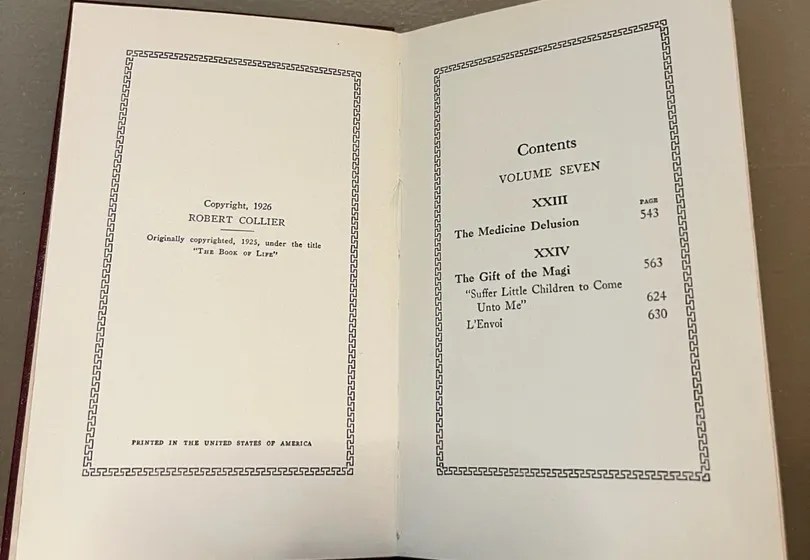 Copyright, 1926
ROBERT COLLIER
Originally copyrighted, 1925, under the title
"THE BOOK OF LIFE"
PRINTED IN THE UNITED STATES OF AMERICA
Contents
VOLUME SEVEN
XXIII
PAGE
The Medicine Delusion 543
XXIV
The Gift of the Magi 563
"Suffer Little Children to Come
Unto Me" 624
L'Envoi 630